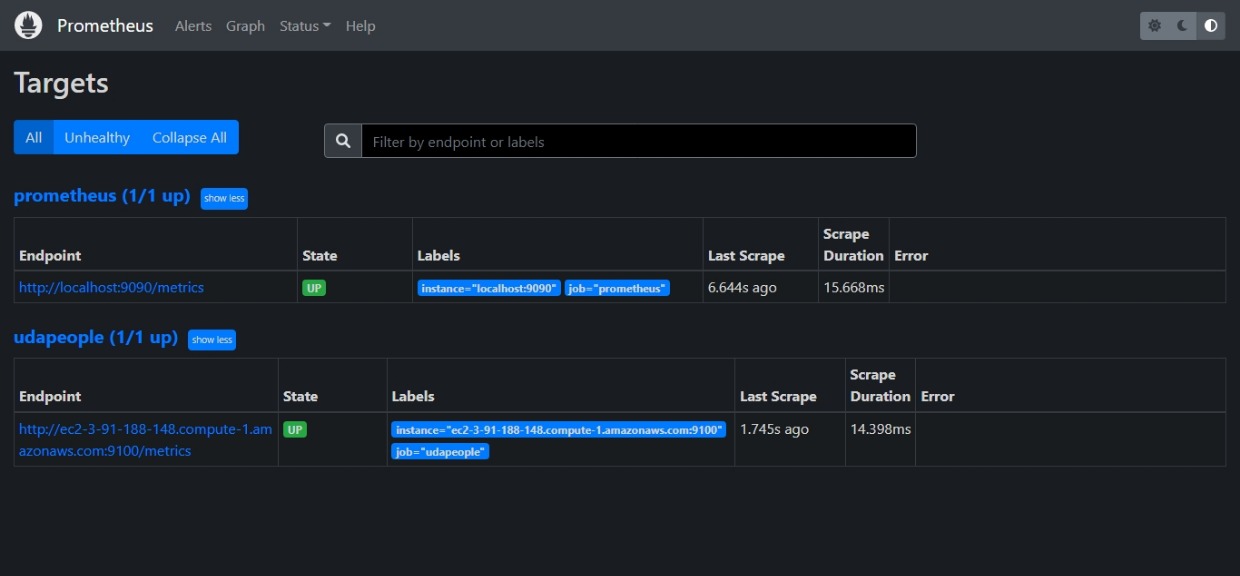 Prometheus Alerts Graph Status Help
Targets
All Unhealthy Collapse All
Filter by endpoint or labels
prometheus (1/1 up) show less
Endpoint State Labels Last Scrape Scrape Duration Error
http://localhost:9090/metrics UP instance="localhost:9090" job="prometheus" 6.644s ago 15.668ms
udapeople (1/1 up) show less
Endpoint State Labels Last Scrape Scrape Duration Error
http://ec2-3-91-188-148.compute-1.am UP instance="ec2-3-91-188-148.compute-1.amazonaws.com:9100" 1.745s ago 14.398ms
azonaws.com:9100/metrics job="udapeople"